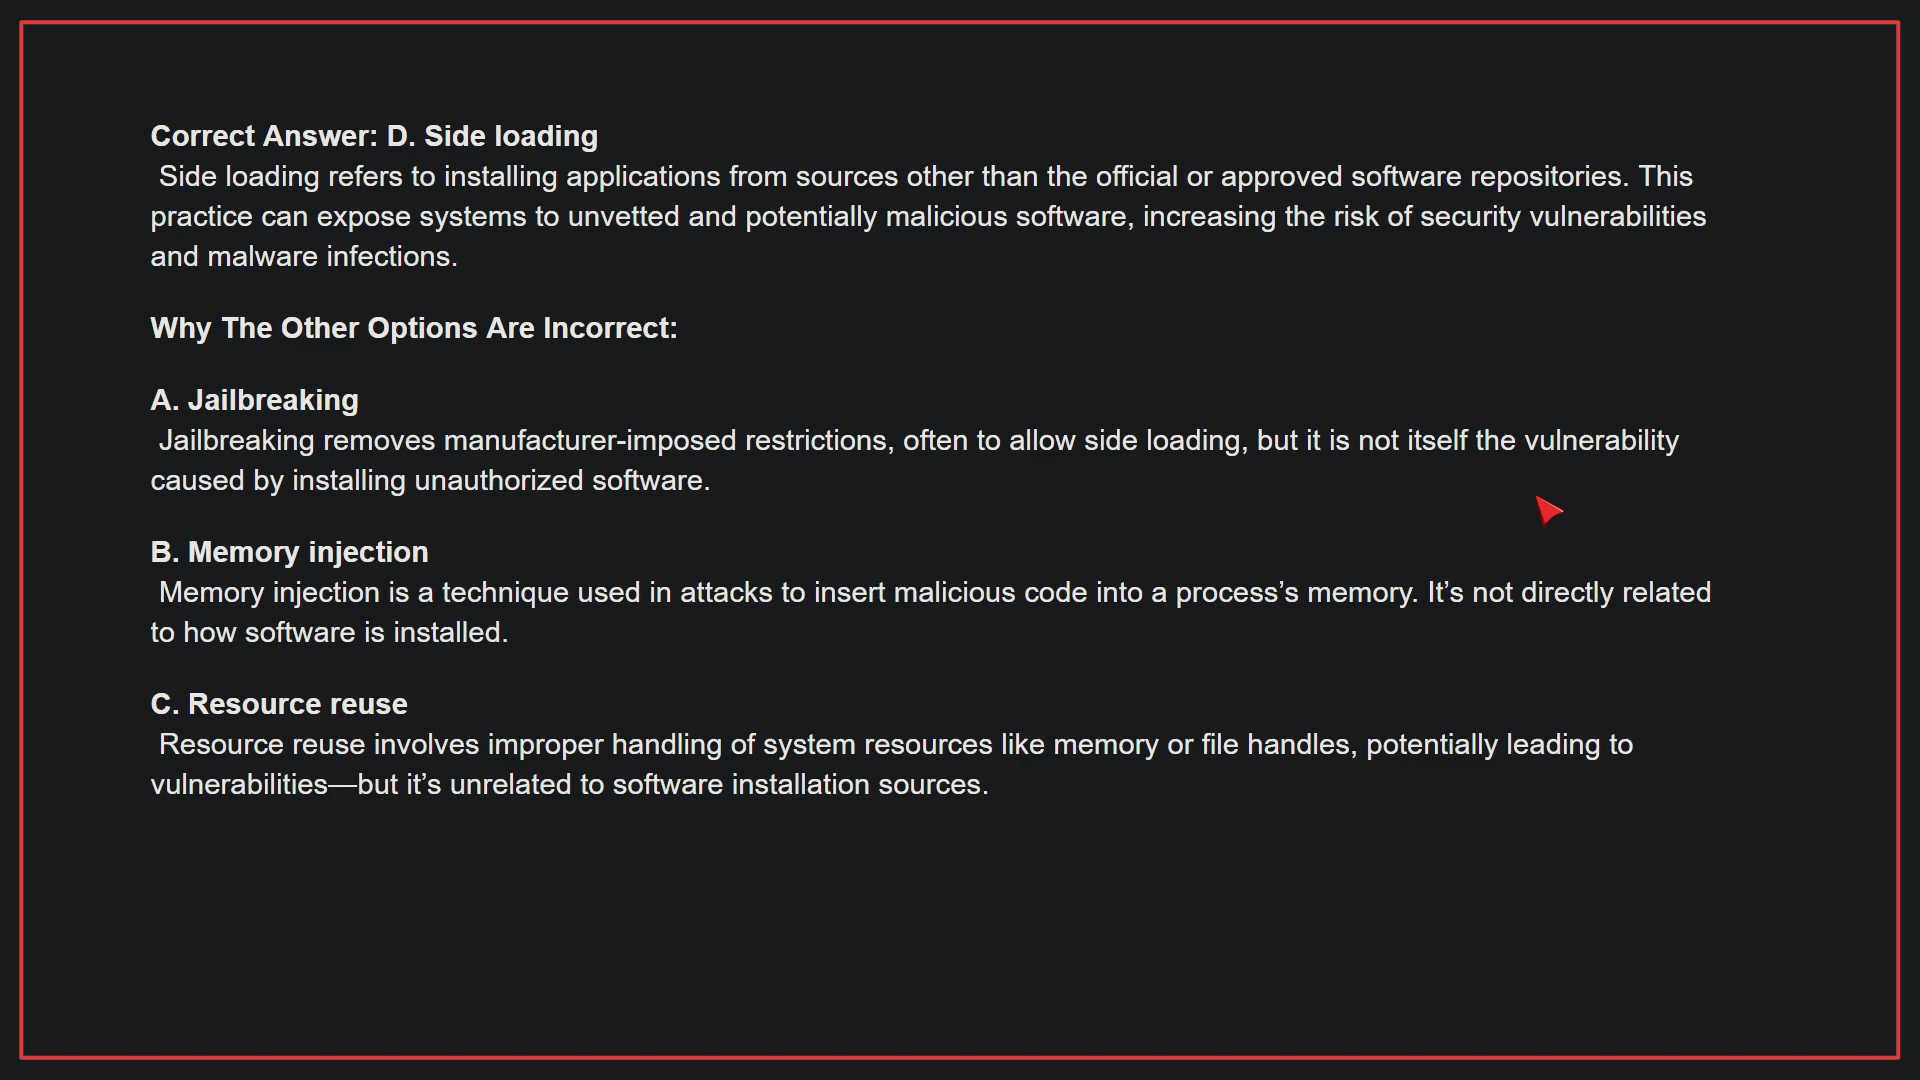 Correct Answer: D. Side loading
Side loading refers to installing applications from sources other than the official or approved software repositories. This
practice can expose systems to unvetted and potentially malicious software, increasing the risk of security vulnerabilities
and malware infections.
Why The Other Options Are Incorrect:
A. Jailbreaking
Jailbreaking removes manufacturer-imposed restrictions, often to allow side loading, but it is not itself the vulnerability
caused by installing unauthorized software.
B. Memory injection
Memory injection is a technique used in attacks to insert malicious code into a process’s memory. It’s not directly related
to how software is installed.
C. Resource reuse
Resource reuse involves improper handling of system resources like memory or file handles, potentially leading to
vulnerabilities—but it’s unrelated to software installation sources.